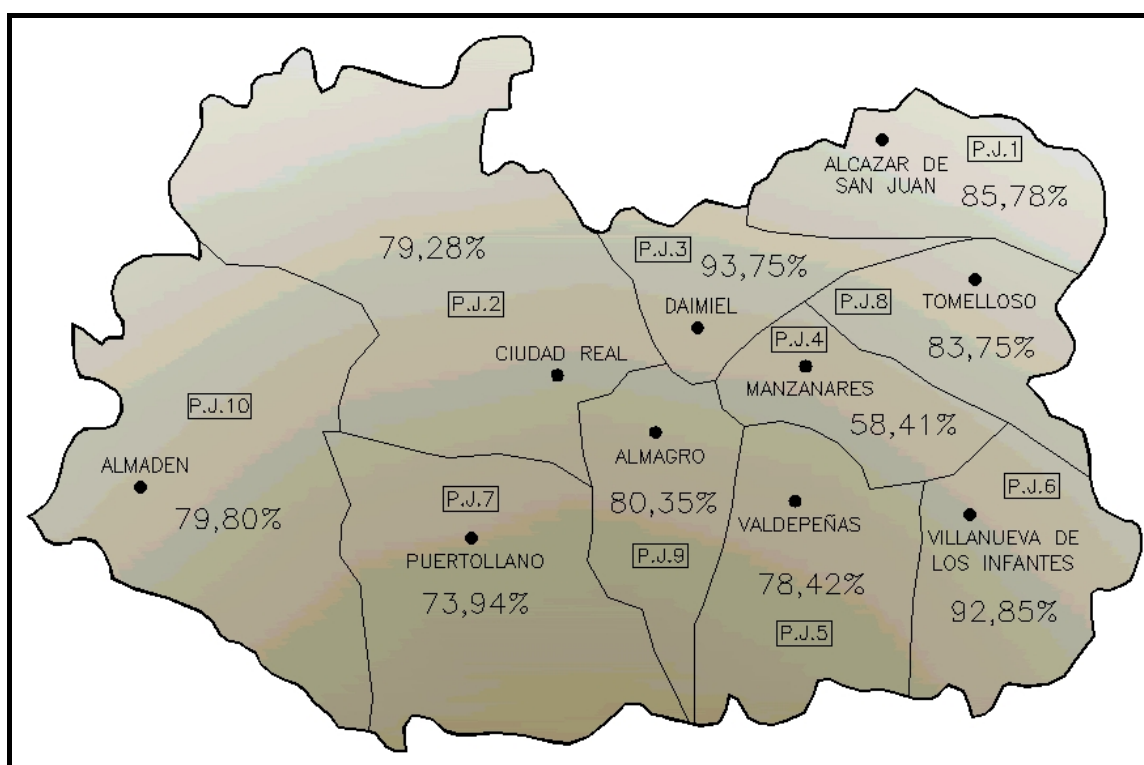 P.J.1
ALCAZAR DE
SAN JUAN
85,78%
79,28%
P.J.3
93,75%
P.J.2
DAIMIEL
P.J.8
TOMELLOSO
83,75%
CIUDAD REAL
P.J.4
MANZANARES
58,41%
P.J.10
ALMADEN
79,80%
ALMAGRO
80,35%
P.J.9
P.J.7
PUERTOLLANO
73,94%
VALDEPEÑAS
78,42%
P.J.5
P.J.6
VILLANUEVA DE
LOS INFANTES
92,85%